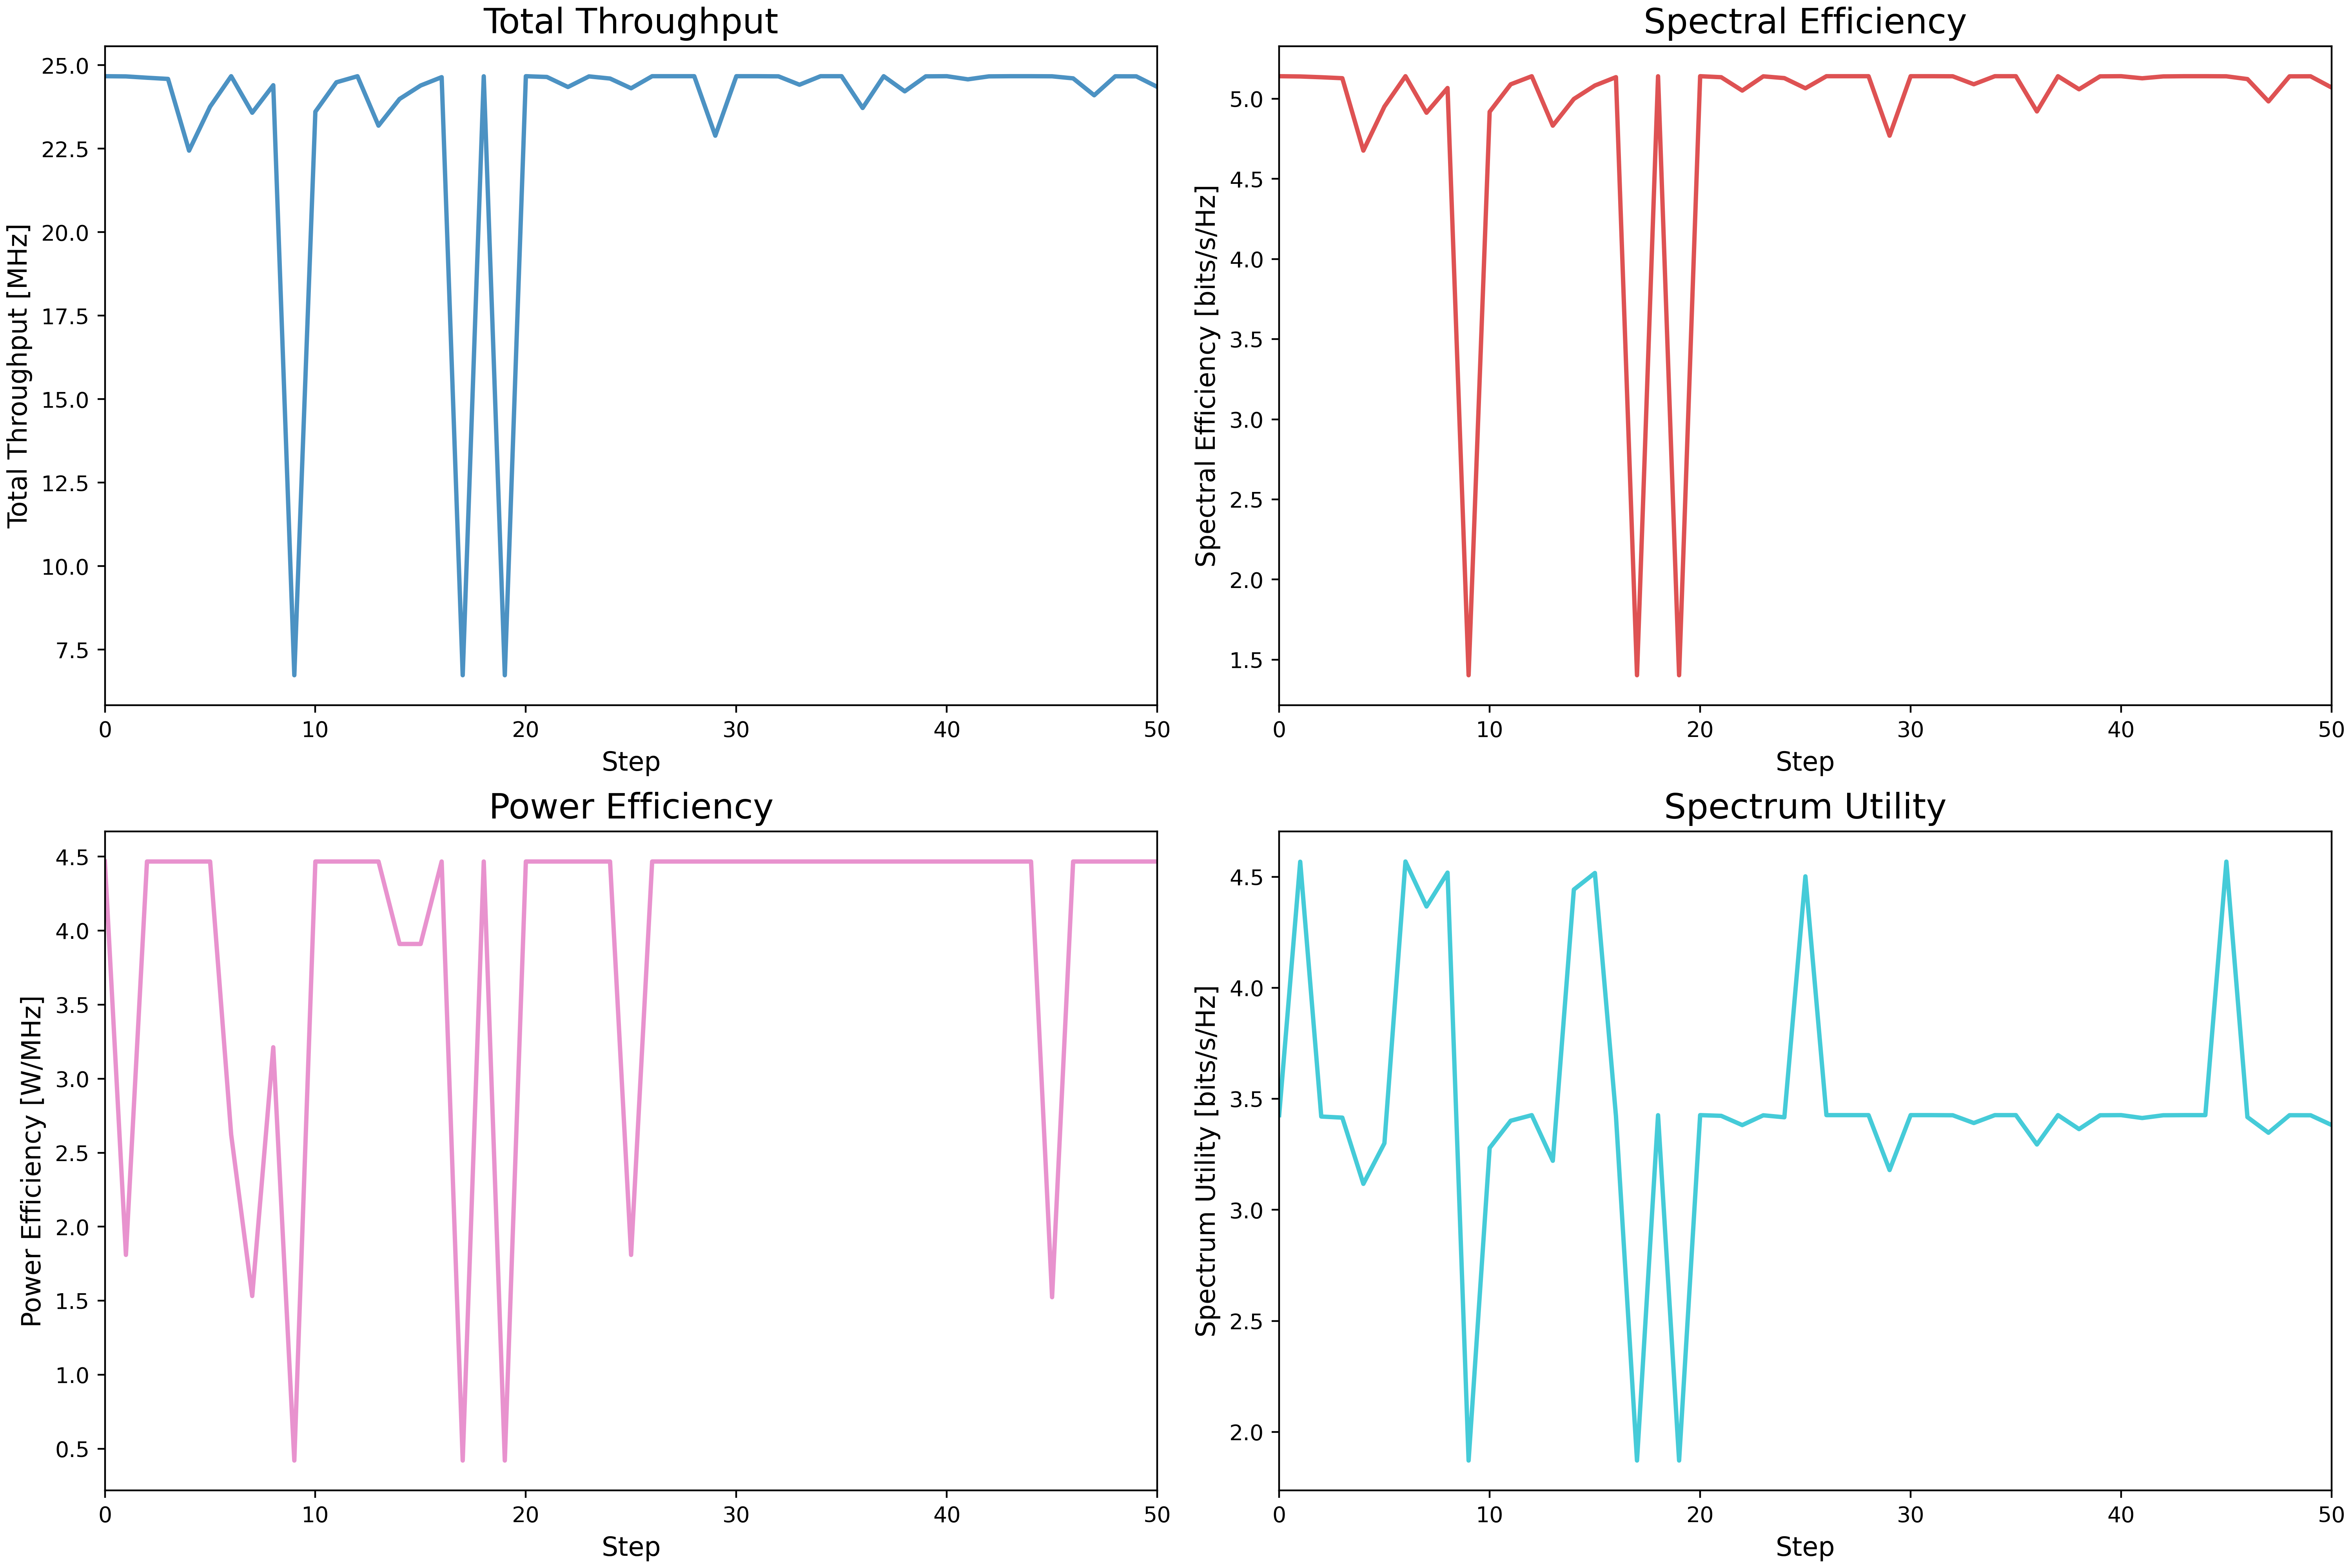 Total Throughput
Total Throughput [MHz]
25.0
22.5
20.0
17.5
15.0
12.5
10.0
7.5
0 10 20 30 40 50
Step
Spectral Efficiency
Spectral Efficiency [bits/s/Hz]
5.0
4.5
4.0
3.5
3.0
2.5
2.0
1.5
0 10 20 30 40 50
Step
Power Efficiency
Power Efficiency [W/MHz]
4.5
4.0
3.5
3.0
2.5
2.0
1.5
1.0
0.5
0 10 20 30 40 50
Step
Spectrum Utility
Spectrum Utility [bits/s/Hz]
4.5
4.0
3.5
3.0
2.5
2.0
0 10 20 30 40 50
Step